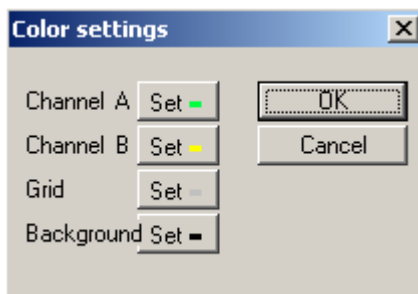 Color settings
Channel A Set OK
Channel B Set Cancel
Grid Set
Background Set